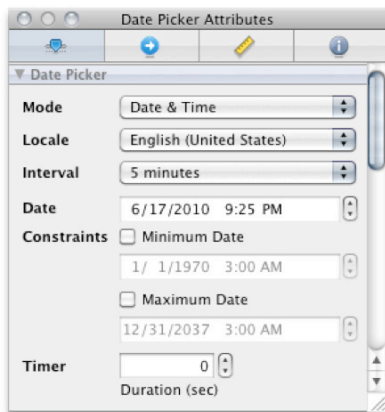 Date Picker Attributes
Date Picker
Mode Date & Time
Locale English (United States)
Interval 5 minutes
Date 6/17/2010 9:25 PM
Constraints Minimum Date
1/ 1/1970 3:00 AM
Maximum Date
12/31/2037 3:00 AM
Timer 0
Duration (sec)